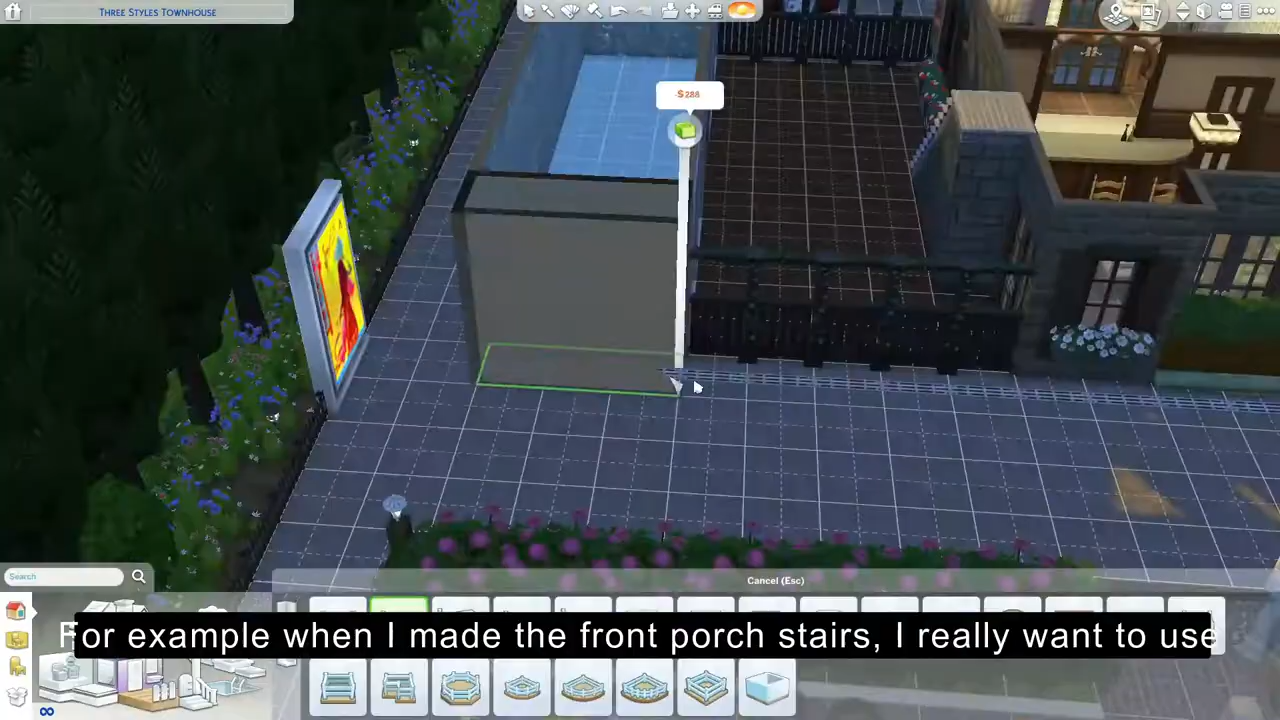 THREE STYLES TOWNHOUSE
-$288
Search
Cancel (Esc)
For example when I made the front porch stairs, I really want to use